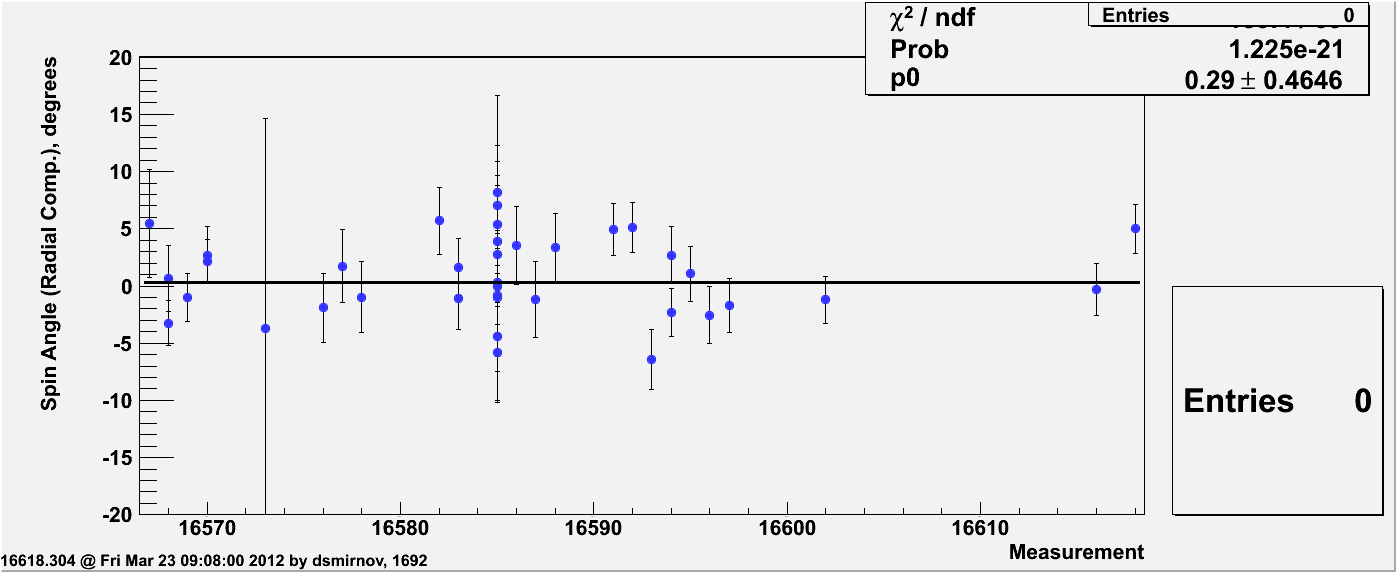 χ² / ndf
Entries 0
Prob 1.225e-21
p0 0.29 ± 0.4646
Spin Angle (Radial Comp.), degrees
20
15
10
5
0
-5
-10
-15
-20
Entries 0
16570 16580 16590 16600 16610
Measurement
16618.304 @ Fri Mar 23 09:08:00 2012 by dsmirnov, 1692